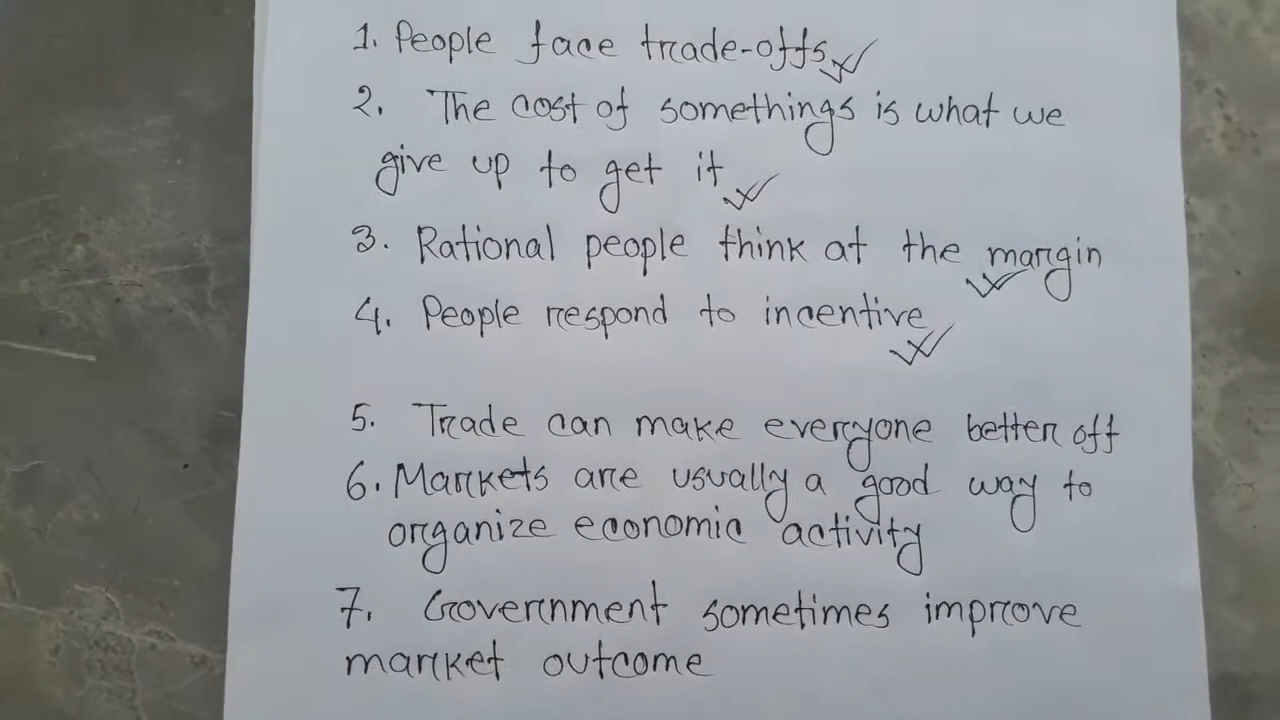 1. People face trade-offs
2. The cost of somethings is what we
give up to get it
3. Rational people think at the margin
4. People respond to incentive
5. Trade can make everyone better off
6. Markets are usually a good way to
organize economic activity
7. Government sometimes improve
market outcome